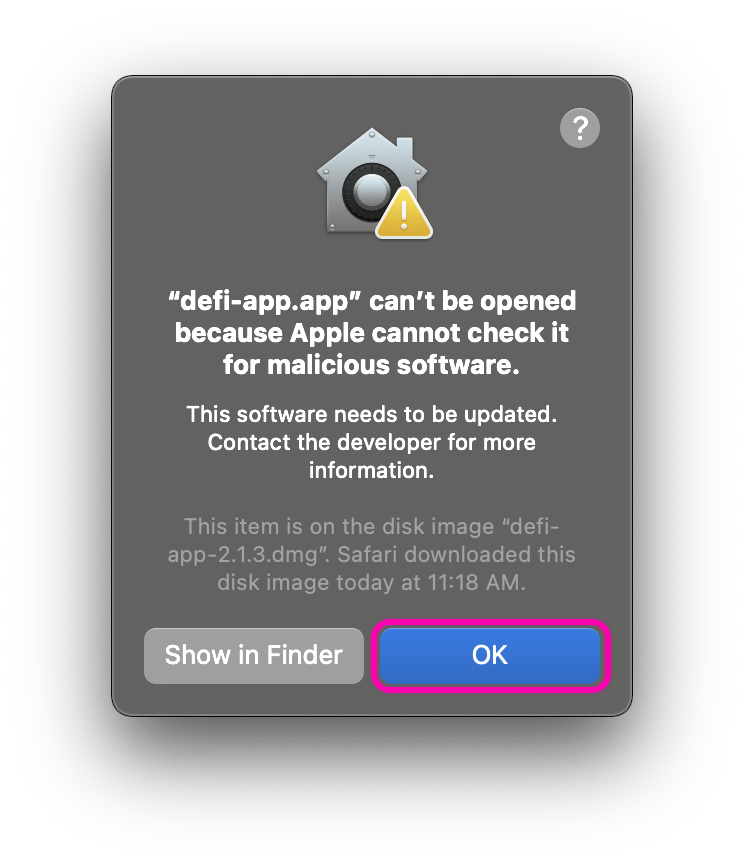 ?
“defi-app.app” can’t be opened
because Apple cannot check it
for malicious software.
This software needs to be updated.
Contact the developer for more
information.
This item is on the disk image “defi-
app-2.1.3.dmg”. Safari downloaded this
disk image today at 11:18 AM.
Show in Finder
OK